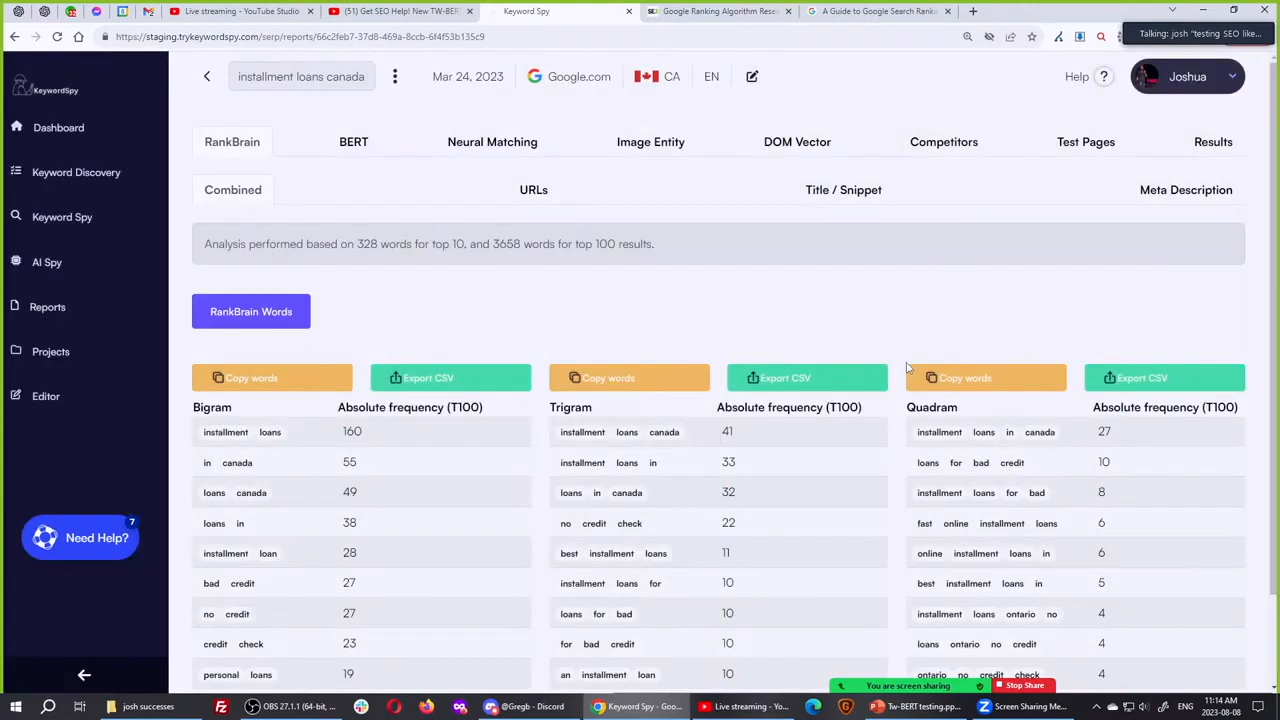 Live streaming - YouTube Studio
(51) Get SEO Help! New TW-BERT
Keyword Spy
Google Ranking Algorithm Resea
A Guide to Google Search Rankin
https://staging.trykeywordspy.com/serp/reports/66c2feb7-37d8-469a-8ccb-6f4f53b135c9
Talking: josh "testing SEO like...
KeywordSpy
installment loans canada
Mar 24, 2023
Google.com
CA
EN
Help
Joshua
Dashboard
Keyword Discovery
Keyword Spy
AI Spy
Reports
Projects
Editor
7
Need Help?
RankBrain
BERT
Neural Matching
Image Entity
DOM Vector
Competitors
Test Pages
Results
Combined
URLs
Title / Snippet
Meta Description
Analysis performed based on 328 words for top 10, and 3658 words for top 100 results.
RankBrain Words
Copy words
Export CSV
Copy words
Export CSV
Copy words
Export CSV
Bigram Absolute frequency (T100) Trigram Absolute frequency (T100) Quadram Absolute frequency (T100)
installment loans 160 installment loans canada 41 installment loans in canada 27
in canada 55 installment loans in 33 loans for bad credit 10
loans canada 49 loans in canada 32 installment loans for bad 8
loans in 38 no credit check 22 fast online installment loans 6
installment loan 28 best installment loans 11 online installment loans in 6
bad credit 27 installment loans for 10 best installment loans in 5
no credit 27 loans for bad 10 installment loans ontario no 4
credit check 23 for bad credit 10 loans ontario no credit 4
personal loans 19 an installment loan 10 ontario no credit check 4
You are screen sharing
Stop Share
josh successes
OBS 29.1.1 (64-bit, ...
@Gregb - Discord
Keyword Spy - Goo...
Live streaming - You...
Tw-BERT testing.pp...
Screen Sharing Me...
11:14 AM
2023-08-08